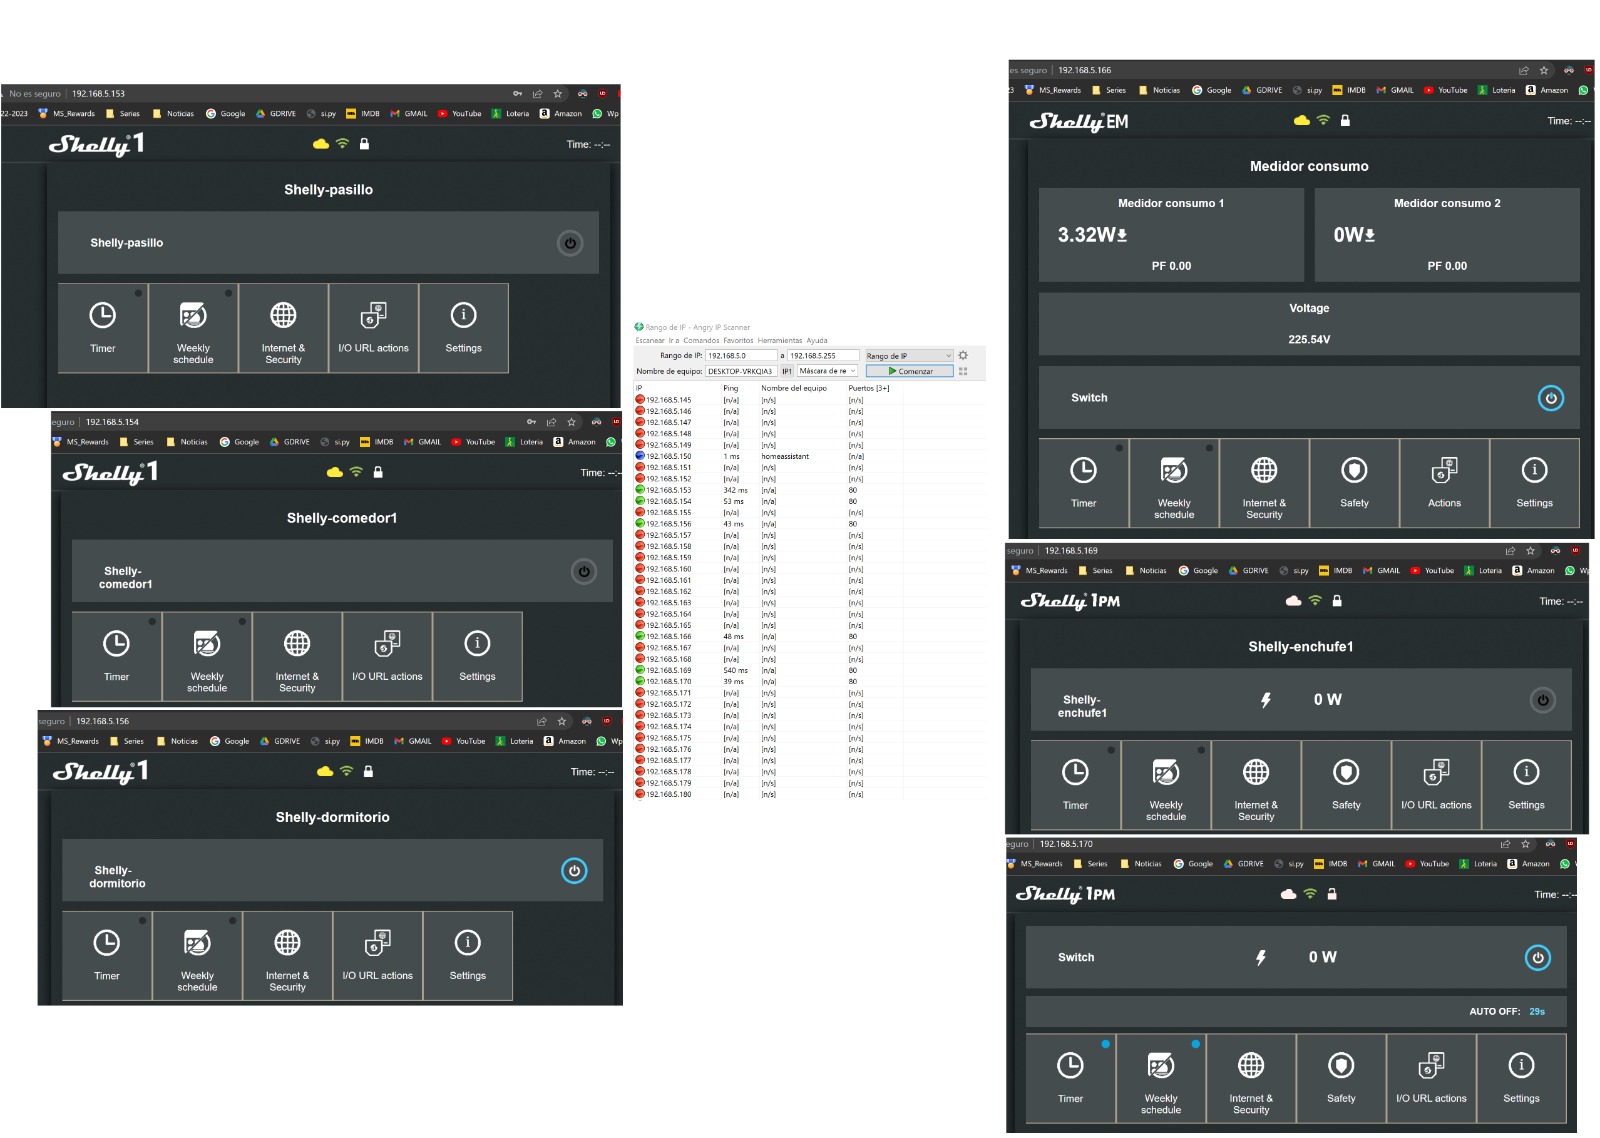 No es seguro | 192.168.5.153
22-2023 MS_Rewards Series Noticias Google GDRIVE si.py IMDB GMAIL YouTube Loteria Amazon Wp
Shelly 1 Time: --:--
Shelly-pasillo
Shelly-pasillo
Timer
Weekly
schedule
Internet &
Security
I/O URL actions
Settings
eguro | 192.168.5.154
MS_Rewards Series Noticias Google GDRIVE si.py IMDB GMAIL YouTube Loteria Amazon
Shelly 1 Time: --:--
Shelly-comedor1
Shelly-
comedor1
Timer
Weekly
schedule
Internet &
Security
I/O URL actions
Settings
seguro | 192.168.5.156
MS_Rewards Series Noticias Google GDRIVE si.py IMDB GMAIL YouTube Loteria Amazon Wp
Shelly 1 Time: --:--
Shelly-dormitorio
Shelly-
dormitorio
Timer
Weekly
schedule
Internet &
Security
I/O URL actions
Settings
Rango de IP - Angry IP Scanner
Escanear Ir a Comandos Favoritos Herramientas Ayuda
Rango de IP: 192.168.5.0 a 192.168.5.255 Rango de IP
Nombre de equipo: DESKTOP-VRKQIA3 IP↑ Máscara de re Comenzar
IP Ping Nombre del equipo Puertos [3+]
192.168.5.145 [n/a] [n/s] [n/s]
192.168.5.146 [n/a] [n/s] [n/s]
192.168.5.147 [n/a] [n/s] [n/s]
192.168.5.148 [n/a] [n/s] [n/s]
192.168.5.149 [n/a] [n/s] [n/s]
192.168.5.150 1 ms homeassistant [n/a]
192.168.5.151 [n/a] [n/s] [n/s]
192.168.5.152 [n/a] [n/s] [n/s]
192.168.5.153 342 ms [n/a] 80
192.168.5.154 53 ms [n/a] 80
192.168.5.155 [n/a] [n/s] [n/s]
192.168.5.156 43 ms [n/a] 80
192.168.5.157 [n/a] [n/s] [n/s]
192.168.5.158 [n/a] [n/s] [n/s]
192.168.5.159 [n/a] [n/s] [n/s]
192.168.5.160 [n/a] [n/s] [n/s]
192.168.5.161 [n/a] [n/s] [n/s]
192.168.5.162 [n/a] [n/s] [n/s]
192.168.5.163 [n/a] [n/s] [n/s]
192.168.5.164 [n/a] [n/s] [n/s]
192.168.5.165 [n/a] [n/s] [n/s]
192.168.5.166 48 ms [n/a] 80
192.168.5.167 [n/a] [n/s] [n/s]
192.168.5.168 [n/a] [n/s] [n/s]
192.168.5.169 540 ms [n/a] 80
192.168.5.170 39 ms [n/a] 80
192.168.5.171 [n/a] [n/s] [n/s]
192.168.5.172 [n/a] [n/s] [n/s]
192.168.5.173 [n/a] [n/s] [n/s]
192.168.5.174 [n/a] [n/s] [n/s]
192.168.5.175 [n/a] [n/s] [n/s]
192.168.5.176 [n/a] [n/s] [n/s]
192.168.5.177 [n/a] [n/s] [n/s]
192.168.5.178 [n/a] [n/s] [n/s]
192.168.5.179 [n/a] [n/s] [n/s]
192.168.5.180 [n/a] [n/s] [n/s]
es seguro | 192.168.5.166
23 MS_Rewards Series Noticias Google GDRIVE si.py IMDB GMAIL YouTube Loteria Amazon
Shelly EM Time: --:--
Medidor consumo
Medidor consumo 1 Medidor consumo 2
3.32W 0W
PF 0.00 PF 0.00
Voltage
225.54V
Switch
Timer
Weekly
schedule
Internet &
Security
Safety
Actions
Settings
seguro | 192.168.5.169
MS_Rewards Series Noticias Google GDRIVE si.py IMDB GMAIL YouTube Loteria Amazon Wp
Shelly 1PM Time: --:--
Shelly-enchufe1
Shelly-
enchufe1
0 W
Timer
Weekly
schedule
Internet &
Security
Safety
I/O URL actions
Settings
eguro | 192.168.5.170
MS_Rewards Series Noticias Google GDRIVE si.py IMDB GMAIL YouTube Loteria Amazon
Shelly 1PM Time: --:--
Switch 0 W
AUTO OFF: 29s
Timer
Weekly
schedule
Internet &
Security
Safety
I/O URL actions
Settings